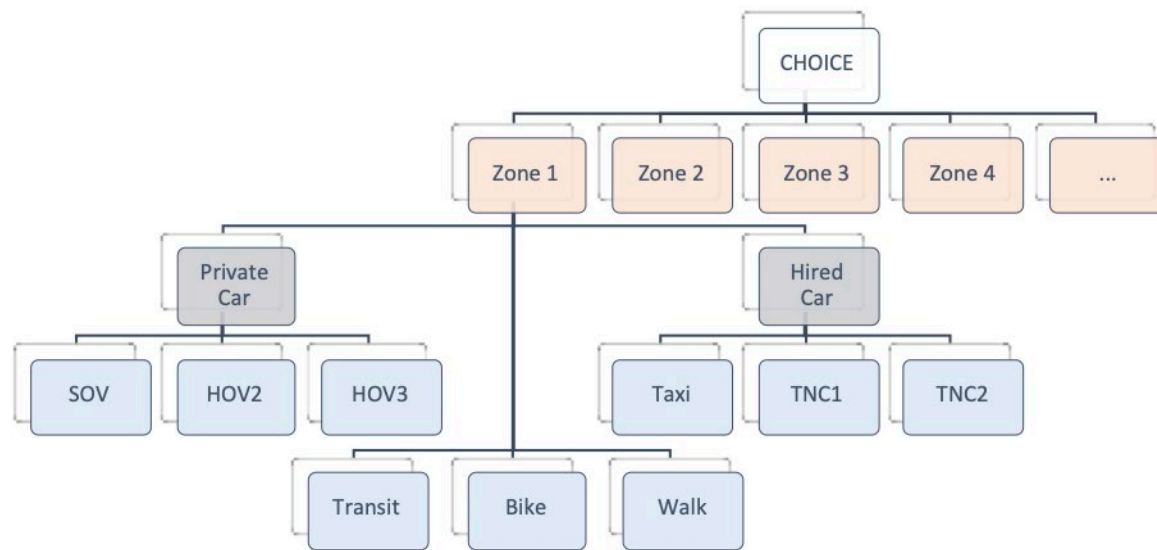 CHOICE
Zone 1
Zone 2
Zone 3
Zone 4
...
Private
Car
Hired
Car
SOV
HOV2
HOV3
Taxi
TNC1
TNC2
Transit
Bike
Walk